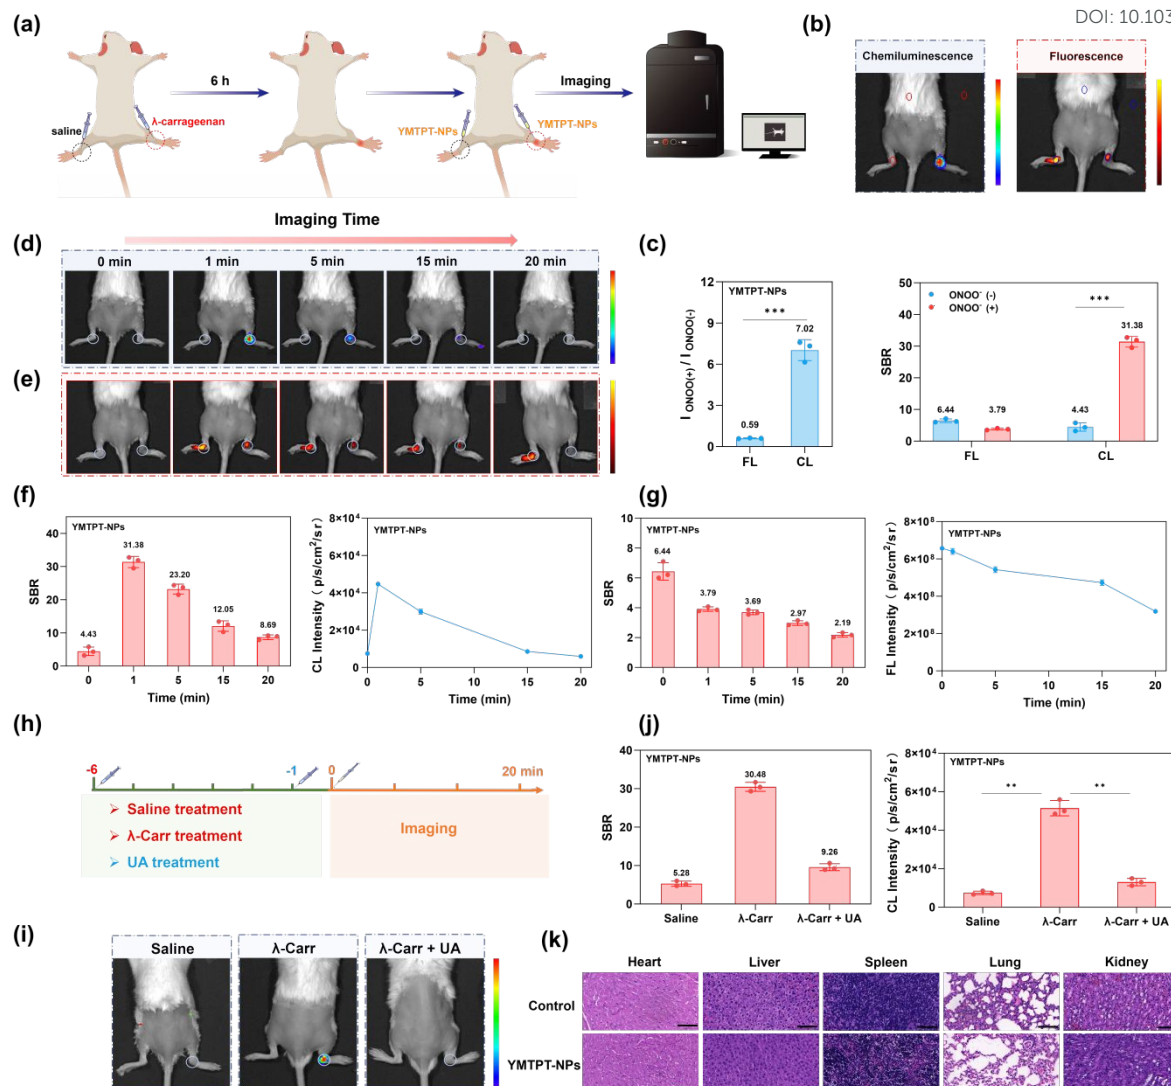 DOI: 10.103
(a)
6 h
Imaging
saline
λ-carrageenan
YMTPT-NPs
YMTPT-NPs
(b)
Chemiluminescence
Fluorescence
Imaging Time
(d)
0 min
1 min
5 min
15 min
20 min
(e)
(c)
I ONOO(+) / I ONOO(-)
12
9
6
3
0
YMTPT-NPs
***
7.02
0.59
FL
CL
SBR
50
40
30
20
10
0
ONOO⁻ (-)
ONOO⁻ (+)
***
31.38
6.44
3.79
4.43
FL
CL
(f)
SBR
40
30
20
10
0
YMTPT-NPs
4.43
31.38
23.20
12.05
8.69
0
1
5
15
20
Time (min)
CL Intensity ( p/s/cm²/sr)
8×10⁴
6×10⁴
4×10⁴
2×10⁴
0
YMTPT-NPs
0
5
10
15
20
Time (min)
(g)
SBR
8
6
4
2
0
YMTPT-NPs
6.44
3.79
3.69
2.97
2.19
0
1
5
15
20
Time (min)
FL Intensity ( p/s/cm²/sr)
8×10⁸
6×10⁸
4×10⁸
2×10⁸
0
YMTPT-NPs
0
5
10
15
20
Time (min)
(h)
-6
-1
0
20 min
Saline treatment
λ-Carr treatment
UA treatment
Imaging
(j)
SBR
40
30
20
10
0
YMTPT-NPs
5.28
30.48
9.26
Saline
λ-Carr
λ-Carr + UA
CL Intensity ( p/s/cm²/sr)
8×10⁴
6×10⁴
4×10⁴
2×10⁴
0
YMTPT-NPs
**
**
Saline
λ-Carr
λ-Carr + UA
(i)
Saline
λ-Carr
λ-Carr + UA
(k)
Heart
Liver
Spleen
Lung
Kidney
Control
YMTPT-NPs